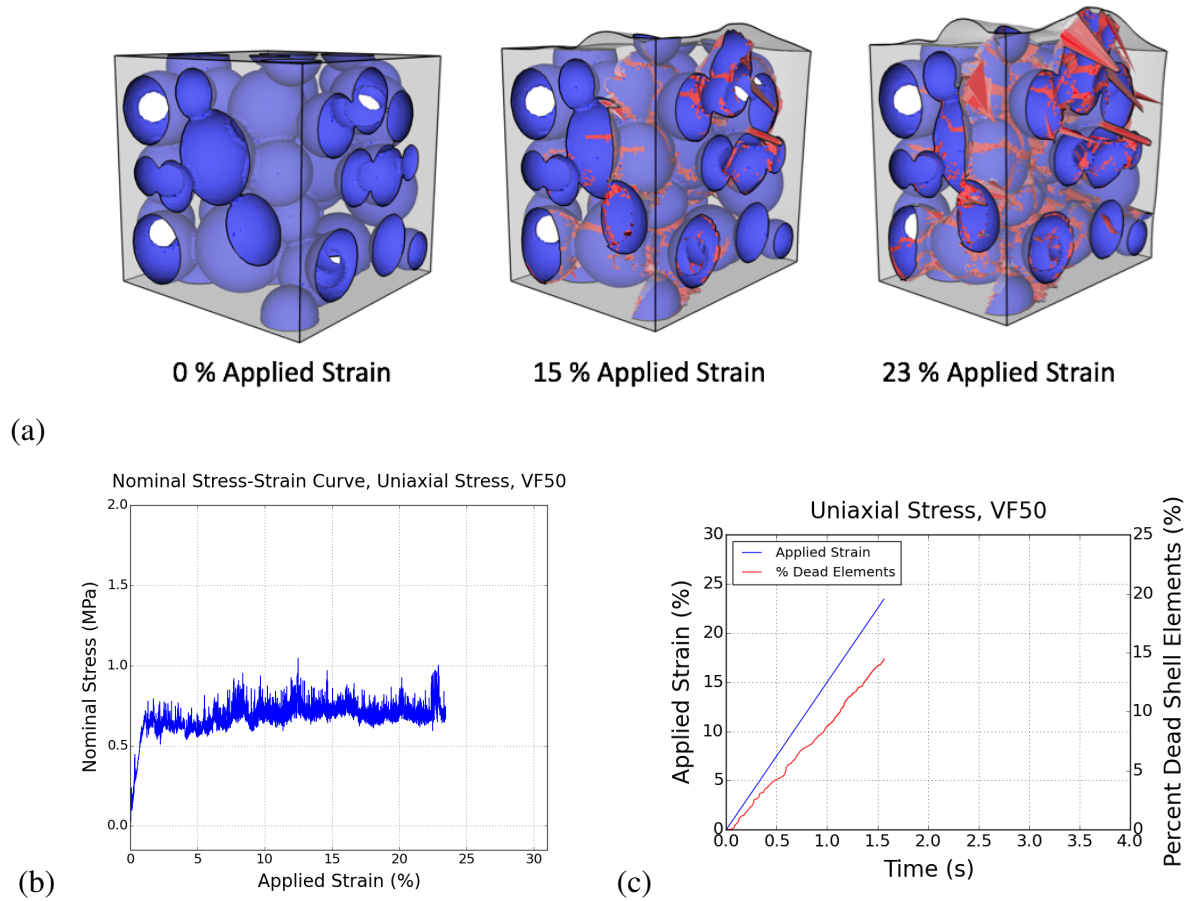 0 % Applied Strain
15 % Applied Strain
23 % Applied Strain
(a)
Nominal Stress-Strain Curve, Uniaxial Stress, VF50
2.0
1.5
1.0
0.5
0.0
Nominal Stress (MPa)
0
5
10
15
20
25
30
Applied Strain (%)
(b)
Uniaxial Stress, VF50
Applied Strain
% Dead Elements
30
25
20
15
10
5
0
Applied Strain (%)
25
20
15
10
5
0
Percent Dead Shell Elements (%)
0.0
0.5
1.0
1.5
2.0
2.5
3.0
3.5
4.0
Time (s)
(c)